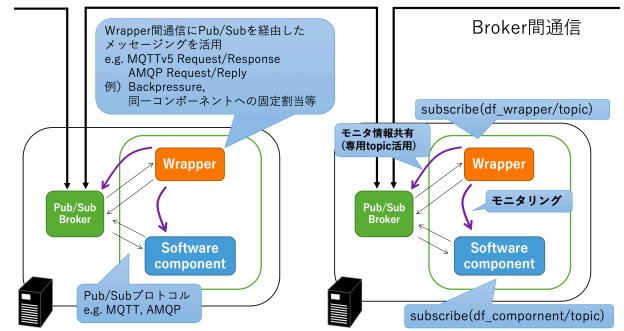 Wrapper間通信にPub/Subを経由した
メッセージングを活用
e.g. MQTTv5 Request/Response
AMQP Request/Reply
例）Backpressure,
同一コンポーネントへの固定割当等
Broker間通信
subscribe(df_wrapper/topic)
モニタ情報共有
（専用topic活用）
Wrapper
Pub/Sub
Broker
Software
component
Pub/Subプロトコル
e.g. MQTT, AMQP
Wrapper
モニタリング
Pub/Sub
Broker
Software
component
subscribe(df_compornent/topic)